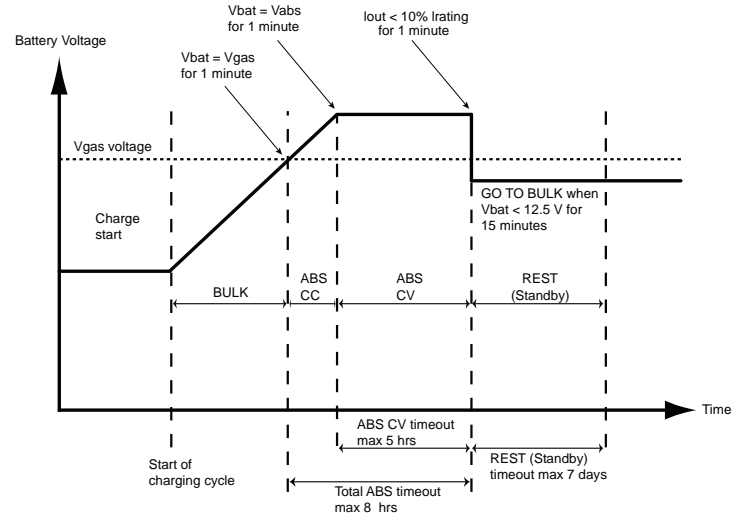 Vbat = Vabs
for 1 minute
Iout < 10% Irating
for 1 minute
Battery Voltage
Vbat = Vgas
for 1 minute
Vgas voltage
GO TO BULK when
Vbat < 12.5 V for
15 minutes
Charge
start
BULK
ABS
CC
ABS
CV
REST
(Standby)
Time
ABS CV timeout
max 5 hrs
Start of
charging cycle
REST (Standby)
timeout max 7 days
Total ABS timeout
max 8 hrs